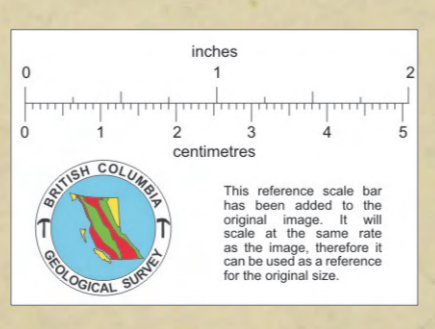 inches
0 1 2
0 1 2 3 4 5
centimetres
BRITISH COLUMBIA
GEOLOGICAL SURVEY
This reference scale bar
has been added to the
original image. It will
scale at the same rate
as the image, therefore it
can be used as a reference
for the original size.